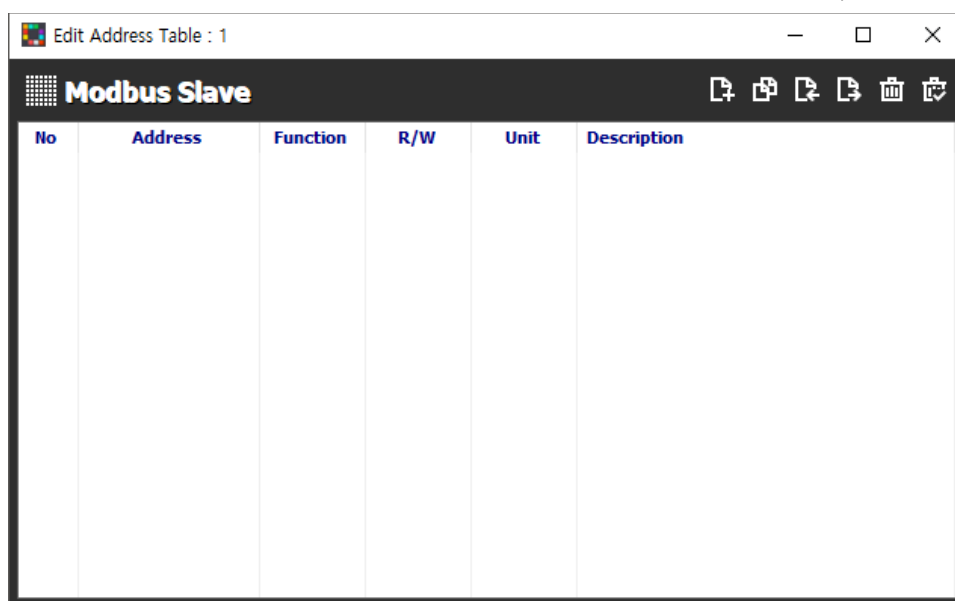 Edit Address Table : 1
Modbus Slave
No Address Function R/W Unit Description